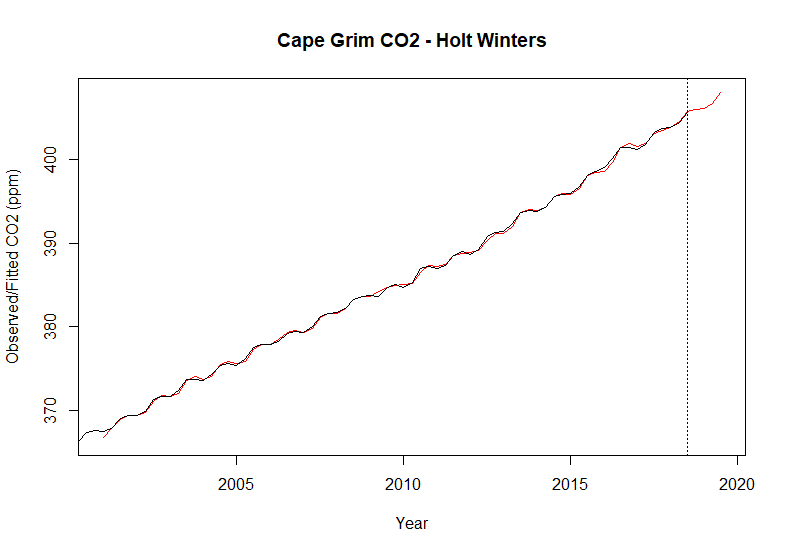 Cape Grim CO2 - Holt Winters
Observed/Fitted CO2 (ppm)
400
390
380
370
2005 2010 2015 2020
Year